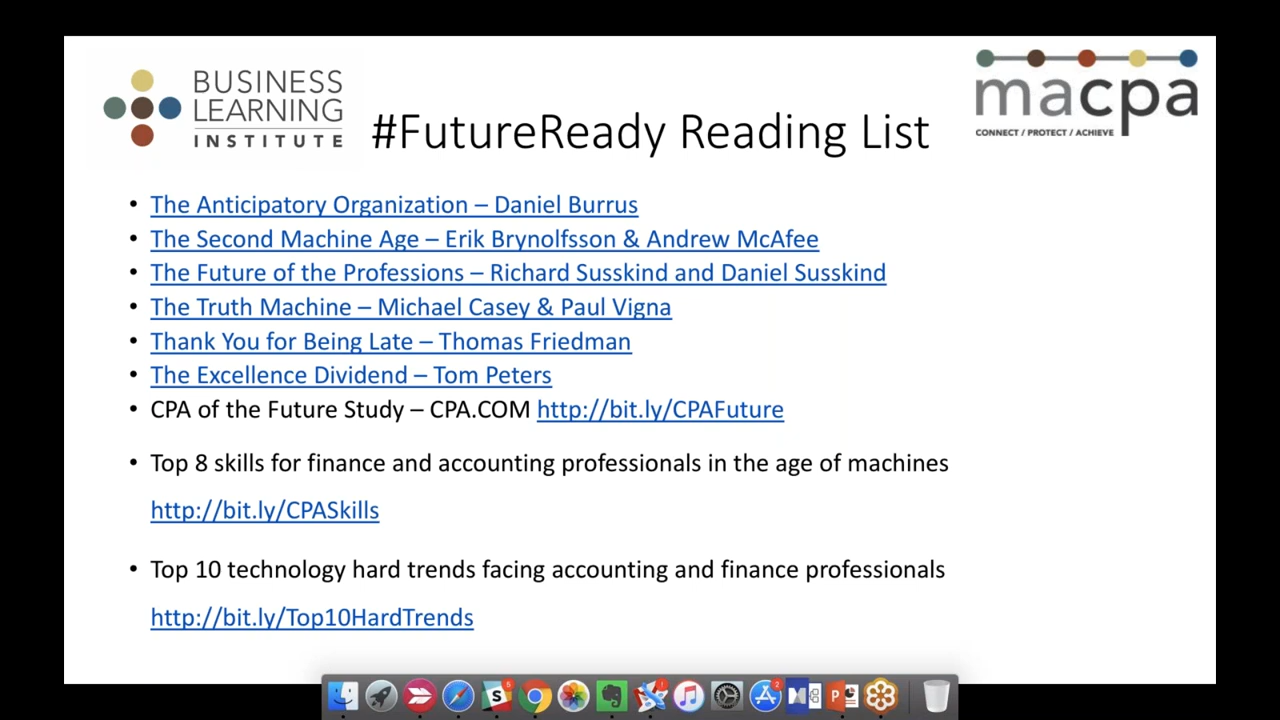 BUSINESS
LEARNING
INSTITUTE
macpa
CONNECT / PROTECT / ACHIEVE
#FutureReady Reading List
• The Anticipatory Organization – Daniel Burrus
• The Second Machine Age – Erik Brynolfsson & Andrew McAfee
• The Future of the Professions – Richard Susskind and Daniel Susskind
• The Truth Machine – Michael Casey & Paul Vigna
• Thank You for Being Late – Thomas Friedman
• The Excellence Dividend – Tom Peters
• CPA of the Future Study – CPA.COM http://bit.ly/CPAFuture
• Top 8 skills for finance and accounting professionals in the age of machines
http://bit.ly/CPASkills
• Top 10 technology hard trends facing accounting and finance professionals
http://bit.ly/Top10HardTrends